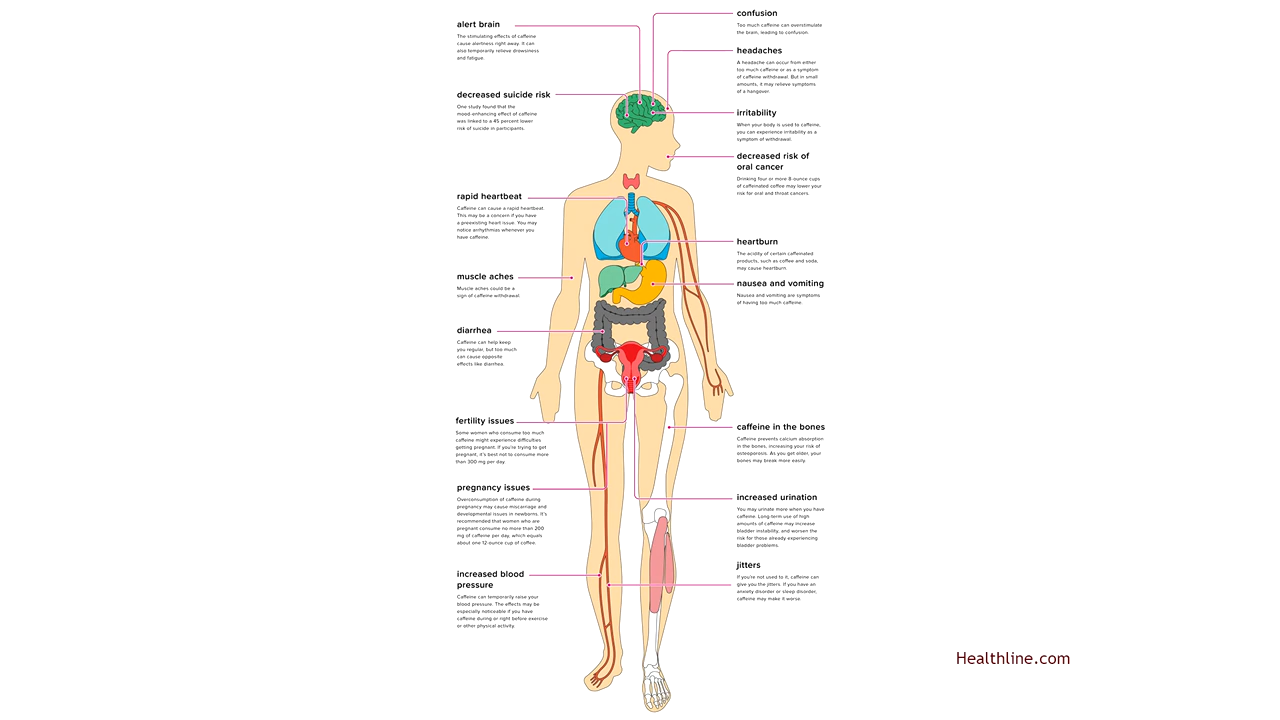 alert brain
The stimulating effects of caffeine
cause alertness right away. It can
also temporarily relieve drowsiness
and fatigue.
decreased suicide risk
One study found that the
mood-enhancing effect of caffeine
was linked to a 45 percent lower
risk of suicide in participants.
rapid heartbeat
Caffeine can cause a rapid heartbeat.
This may be a concern if you have
a preexisting heart issue. You may
notice arrhythmias whenever you
have caffeine.
muscle aches
Muscle aches could be a
sign of caffeine withdrawal.
diarrhea
Caffeine can help keep
you regular, but too much
can cause opposite
effects like diarrhea.
fertility issues
Some women who consume too much
caffeine might experience difficulties
getting pregnant. If you're trying to get
pregnant, it's best not to consume more
than 300 mg per day.
pregnancy issues
Overconsumption of caffeine during
pregnancy may cause miscarriage and
developmental issues in newborns. It's
recommended that women who are
pregnant consume no more than 200
mg of caffeine per day, which equals
about one 12-ounce cup of coffee.
increased blood
pressure
Caffeine can temporarily raise your
blood pressure. The effects may be
especially noticeable if you have
caffeine during or right before exercise
or other physical activity.
confusion
Too much caffeine can overstimulate
the brain, leading to confusion.
headaches
A headache can occur from either
too much caffeine or as a symptom
of caffeine withdrawal. But in small
amounts, it may relieve symptoms
of a hangover.
irritability
When your body is used to caffeine,
you can experience irritability as a
symptom of withdrawal.
decreased risk of
oral cancer
Drinking four or more 8-ounce cups
of caffeinated coffee may lower your
risk for oral and throat cancers.
heartburn
The acidity of certain caffeinated
products, such as coffee and soda,
may cause heartburn.
nausea and vomiting
Nausea and vomiting are symptoms
of having too much caffeine.
caffeine in the bones
Caffeine prevents calcium absorption
in the bones, increasing your risk of
osteoporosis. As you get older, your
bones may break more easily.
increased urination
You may urinate more when you have
caffeine. Long-term use of high
amounts of caffeine may increase
bladder instability, and worsen the
risk for those already experiencing
bladder problems.
jitters
If you're not used to it, caffeine can
give you the jitters. If you have an
anxiety disorder or sleep disorder,
caffeine may make it worse.
Healthline.com